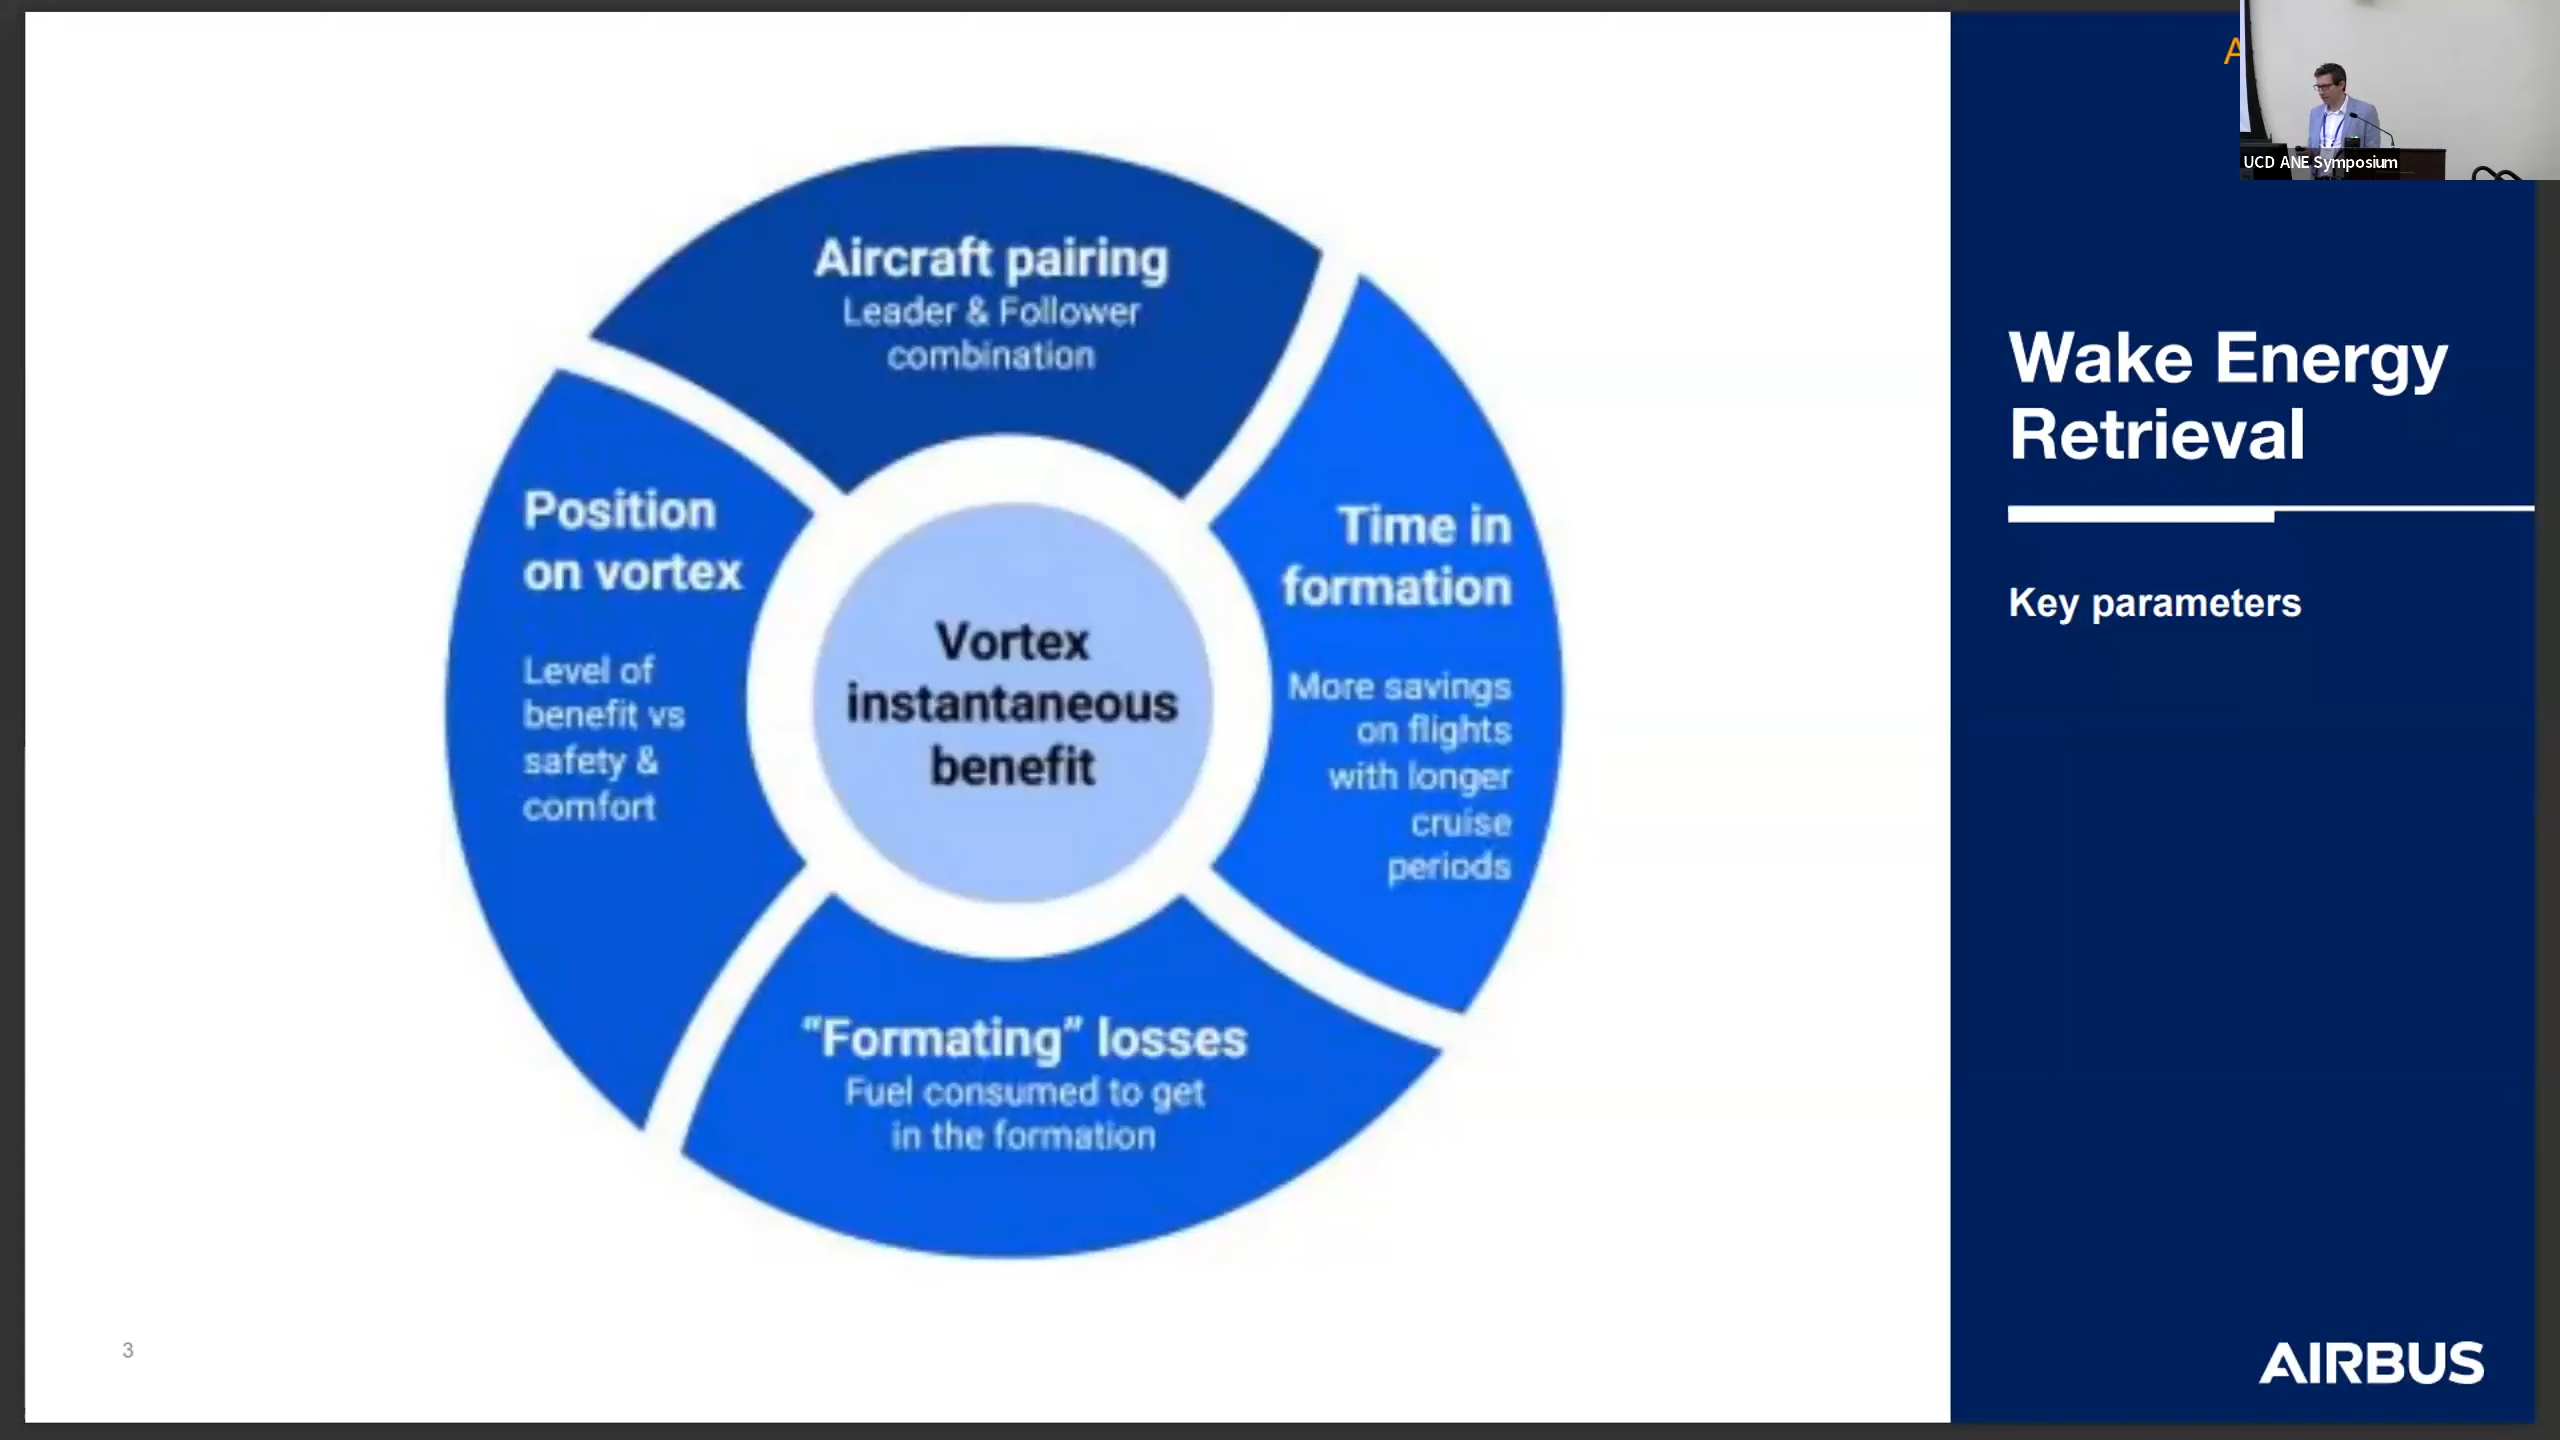 Aircraft pairing
Leader & Follower
combination
Position
on vortex
Level of
benefit vs
safety &
comfort
Vortex
instantaneous
benefit
Time in
formation
More savings
on flights
with longer
cruise
periods
“Formating” losses
Fuel consumed to get
in the formation
3
UCD ANE Symposium
Wake Energy
Retrieval
Key parameters
AIRBUS